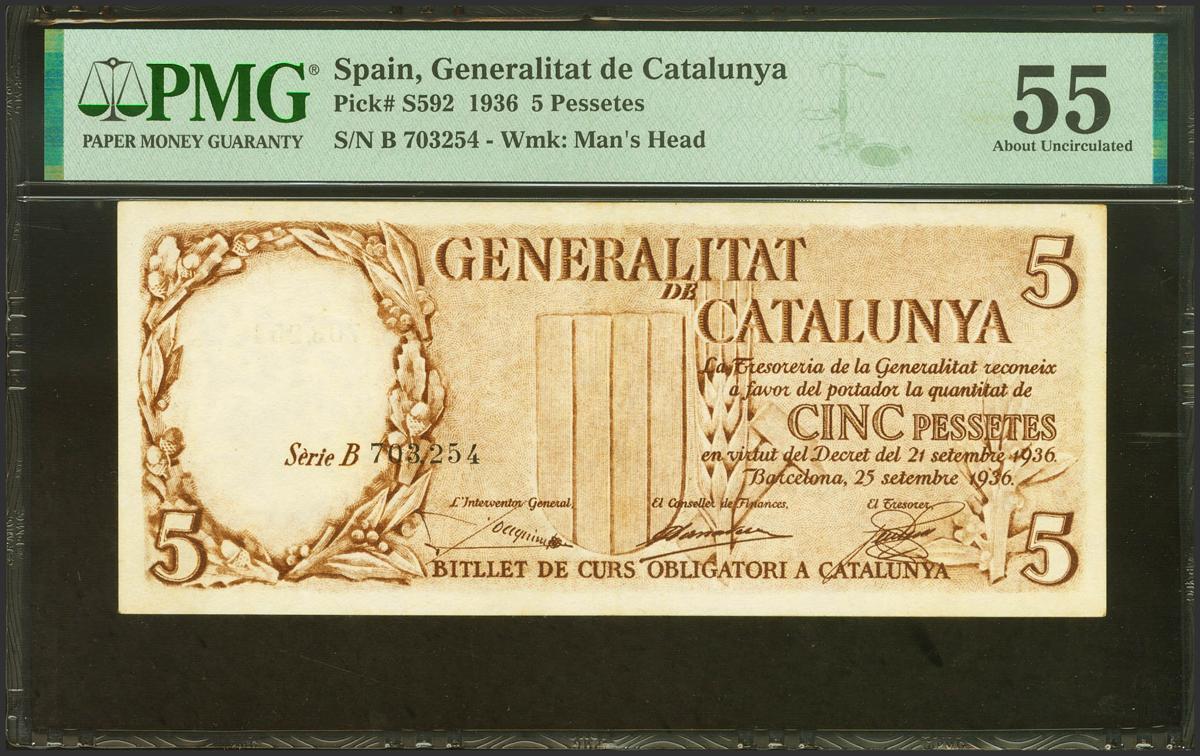 PMG®
PAPER MONEY GUARANTY
Spain, Generalitat de Catalunya
Pick# S592 1936 5 Pessetes
S/N B 703254 - Wmk: Man's Head
55
About Uncirculated
GENERALITAT
DE
CATALUNYA
5
La Tresoreria de la Generalitat reconeix
a favor del portador la quantitat de
CINC PESSETES
en virtut del Decret del 21 setembre 1936.
Barcelona, 25 setembre 1936.
Sèrie B 703,254
L'Interventor General,
El Conseller de Finances,
El Tresorer,
5
BITLLET DE CURS OBLIGATORI A CATALUNYA
5